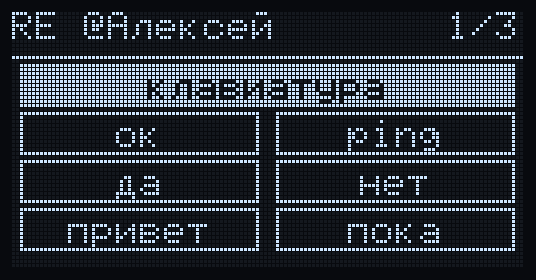 RE @Алексей 1/3
клавиатура
ок ping
да нет
привет пока